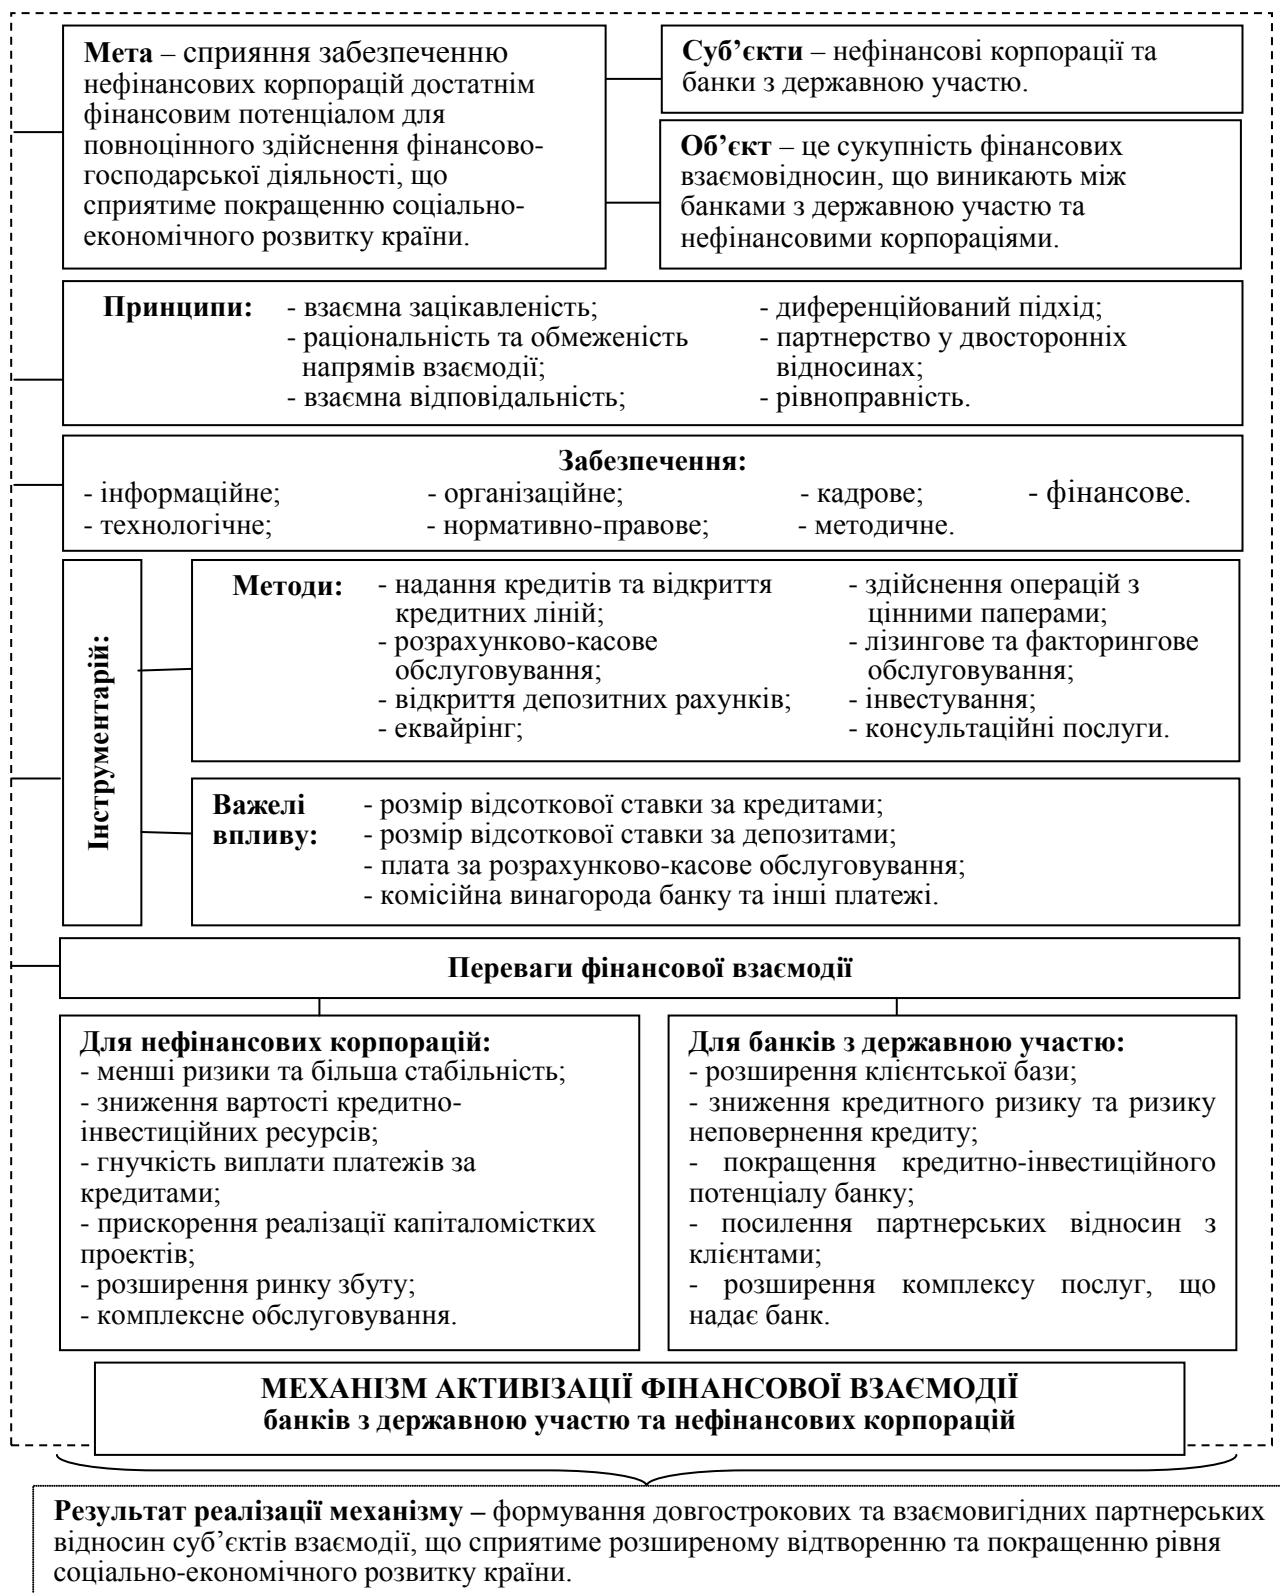 Мета – сприяння забезпеченню
нефінансових корпорацій достатнім
фінансовим потенціалом для
повноцінного здійснення фінансово-
господарської діяльності, що
сприятиме покращенню соціально-
економічного розвитку країни.
Суб’єкти – нефінансові корпорації та
банки з державною участю.
Об’єкт – це сукупність фінансових
взаємовідносин, що виникають між
банками з державною участю та
нефінансовими корпораціями.
Принципи:
- взаємна зацікавленість;
- раціональність та обмеженість
напрямів взаємодії;
- взаємна відповідальність;
- диференційований підхід;
- партнерство у двосторонніх
відносинах;
- рівноправність.
Забезпечення:
- інформаційне; - організаційне; - кадрове; - фінансове.
- технологічне; - нормативно-правове; - методичне.
Інструментарій:
Методи:
- надання кредитів та відкриття
кредитних ліній;
- розрахунково-касове
обслуговування;
- відкриття депозитних рахунків;
- еквайрінг;
- здійснення операцій з
цінними паперами;
- лізингове та факторингове
обслуговування;
- інвестування;
- консультаційні послуги.
Важелі
впливу:
- розмір відсоткової ставки за кредитами;
- розмір відсоткової ставки за депозитами;
- плата за розрахунково-касове обслуговування;
- комісійна винагорода банку та інші платежі.
Переваги фінансової взаємодії
Для нефінансових корпорацій:
- менші ризики та більша стабільність;
- зниження вартості кредитно-
інвестиційних ресурсів;
- гнучкість виплати платежів за
кредитами;
- прискорення реалізації капіталомістких
проектів;
- розширення ринку збуту;
- комплексне обслуговування.
Для банків з державною участю:
- розширення клієнтської бази;
- зниження кредитного ризику та ризику
неповернення кредиту;
- покращення кредитно-інвестиційного
потенціалу банку;
- посилення партнерських відносин з
клієнтами;
- розширення комплексу послуг, що
надає банк.
МЕХАНІЗМ АКТИВІЗАЦІЇ ФІНАНСОВОЇ ВЗАЄМОДІЇ
банків з державною участю та нефінансових корпорацій
Результат реалізації механізму – формування довгострокових та взаємовигідних партнерських
відносин суб’єктів взаємодії, що сприятиме розширеному відтворенню та покращенню рівня
соціально-економічного розвитку країни.